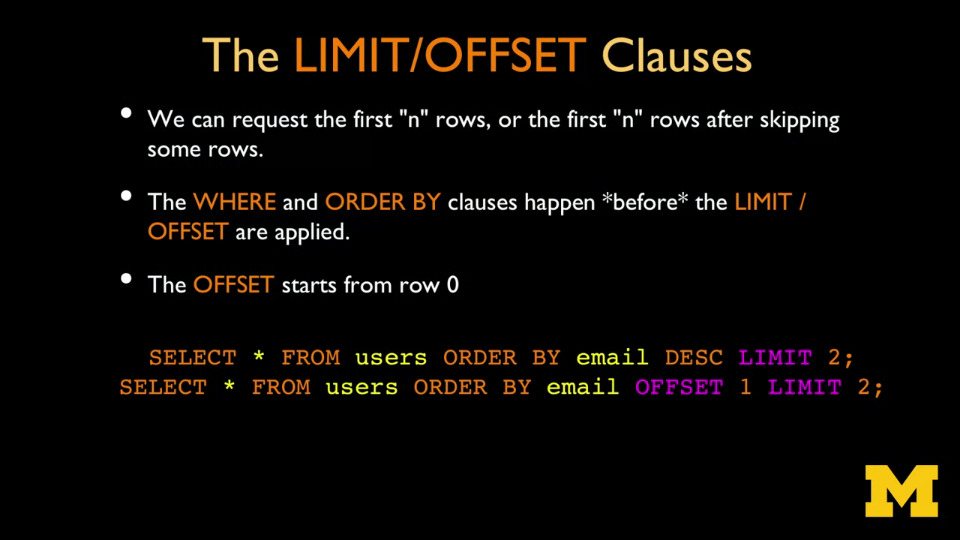 The LIMIT/OFFSET Clauses
• We can request the first "n" rows, or the first "n" rows after skipping
some rows.
• The WHERE and ORDER BY clauses happen *before* the LIMIT /
OFFSET are applied.
• The OFFSET starts from row 0
SELECT * FROM users ORDER BY email DESC LIMIT 2;
SELECT * FROM users ORDER BY email OFFSET 1 LIMIT 2;
M